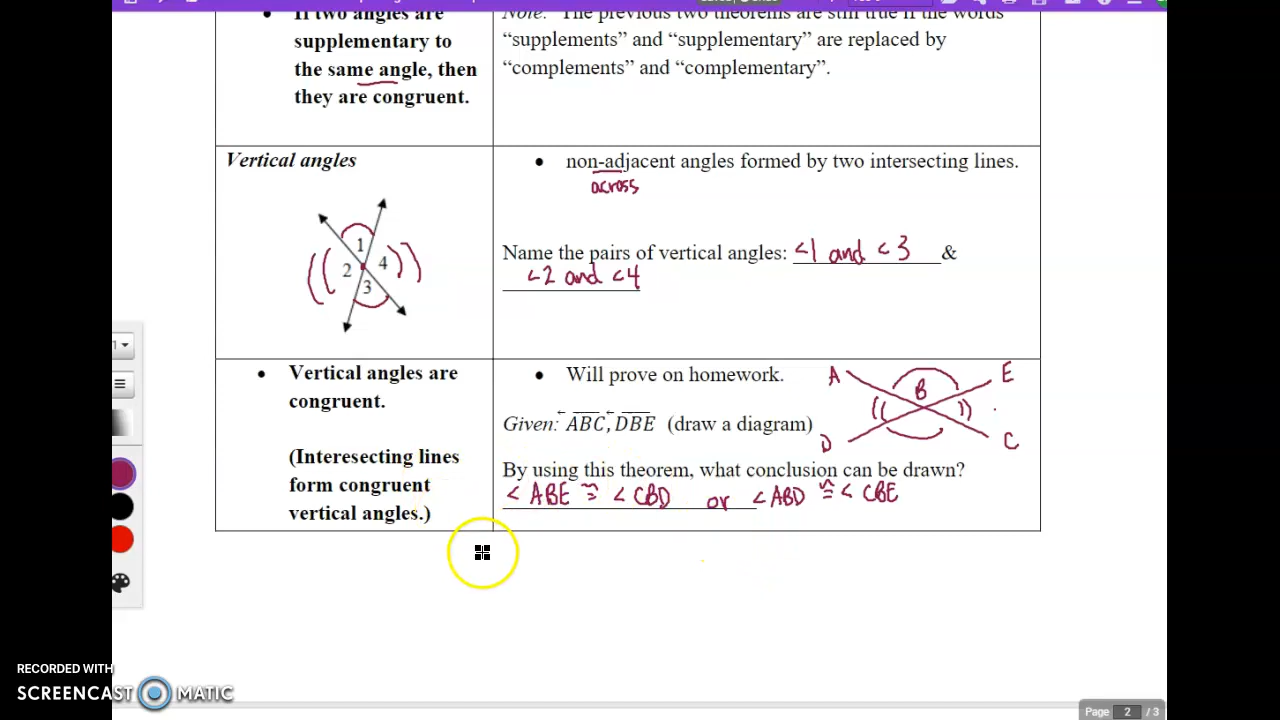 If two angles are
supplementary to
the same angle, then
they are congruent.
Note: The previous two theorems are still true if the words
“supplements” and “supplementary” are replaced by
“complements” and “complementary”.
Vertical angles
1
2
4
3
non-adjacent angles formed by two intersecting lines.
across
Name the pairs of vertical angles: <1 and <3 &
<2 and <4
Vertical angles are
congruent.
(Interesecting lines
form congruent
vertical angles.)
Will prove on homework.
Given: ABC, DBE (draw a diagram)
A
B
E
D
C
By using this theorem, what conclusion can be drawn?
< ABE ≅ < CBD or < ABD ≅ < CBE
1
RECORDED WITH
SCREENCAST MATIC
Page 2 / 3